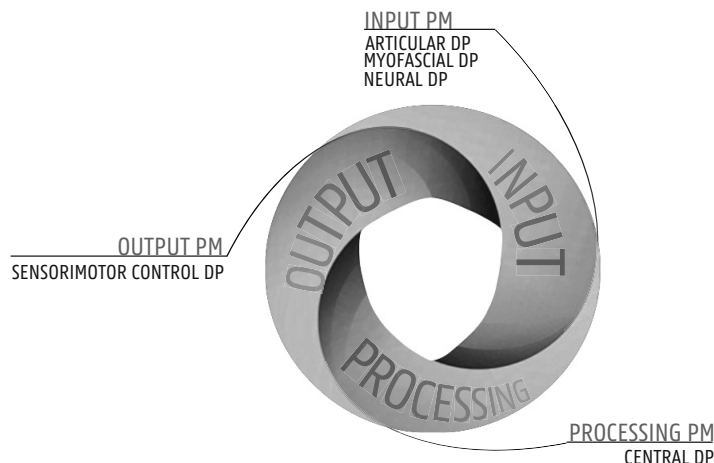 INPUT PM
ARTICULAR DP
MYOFASCIAL DP
NEURAL DP
OUTPUT
INPUT
OUTPUT PM
SENSORIMOTOR CONTROL DP
PROCESSING
PROCESSING PM
CENTRAL DP